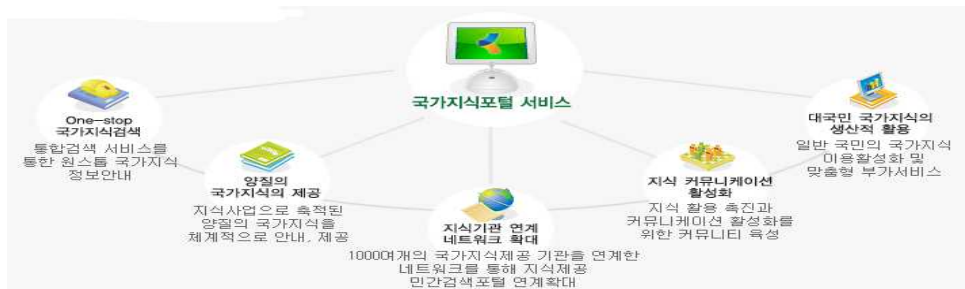 국가지식포털 서비스
One-stop
국가지식검색
통합검색 서비스를
통한 원스톱 국가지식
정보안내
양질의
국가지식의 제공
지식사업으로 축적된
양질의 국가지식을
체계적으로 안내, 제공
지식기관 연계
네트워크 확대
1000여개의 국가지식제공 기관을 연계한
네트워크를 통해 지식제공
민간검색포털 연계확대
지식 커뮤니케이션
활성화
지식 활용 촉진과
커뮤니케이션 활성화를
위한 커뮤니티 육성
대국민 국가지식의
생산적 활용
일반 국민의 국가지식
이용활성화 및
맞춤형 부가서비스